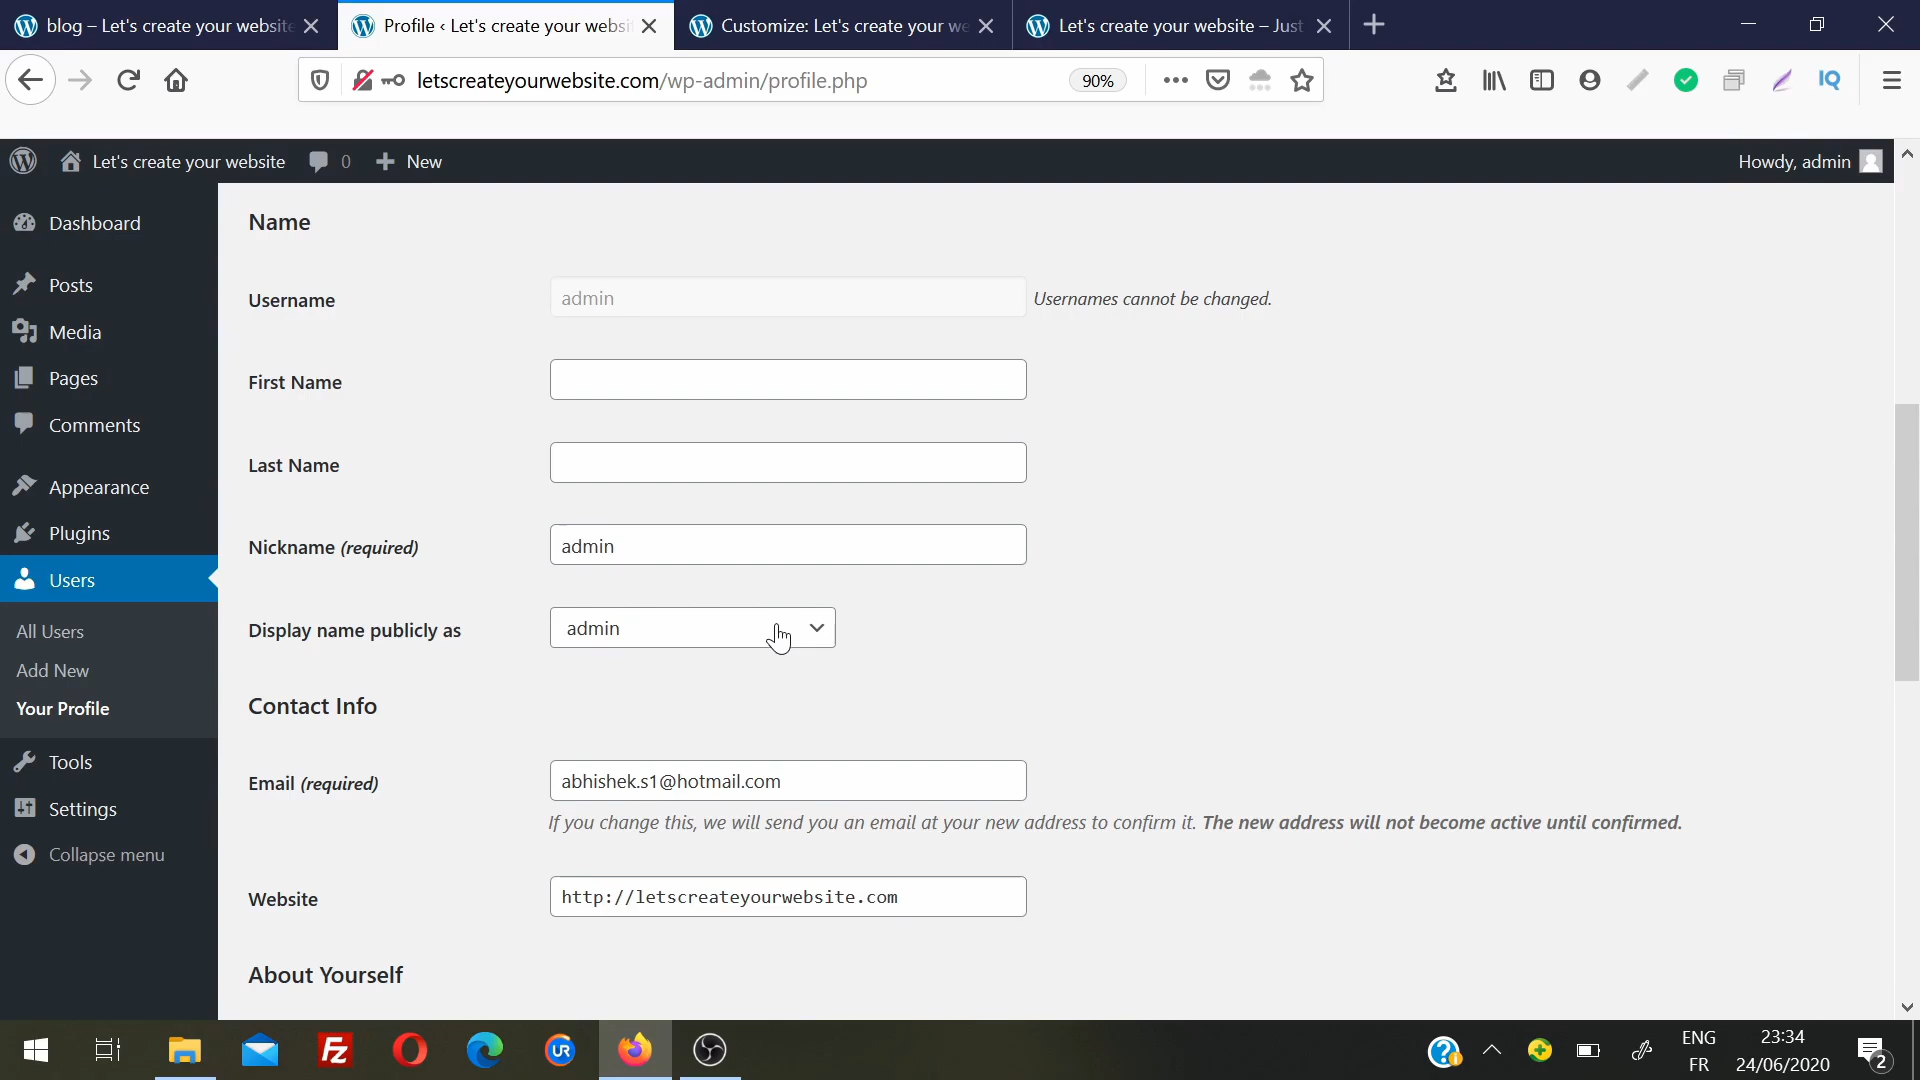 blog – Let's create your website
Profile ‹ Let's create your websi
Customize: Let's create your we
Let's create your website – Just
letscreateyourwebsite.com/wp-admin/profile.php
90%
IQ
Let's create your website
0
New
Howdy, admin
Dashboard
Posts
Media
Pages
Comments
Appearance
Plugins
Users
All Users
Add New
Your Profile
Tools
Settings
Collapse menu
Name
Username
admin
Usernames cannot be changed.
First Name
Last Name
Nickname (required)
admin
Display name publicly as
admin
Contact Info
Email (required)
abhishek.s1@hotmail.com
If you change this, we will send you an email at your new address to confirm it. The new address will not become active until confirmed.
Website
http://letscreateyourwebsite.com
About Yourself
Fz
UR
ENG
FR
23:34
24/06/2020
2